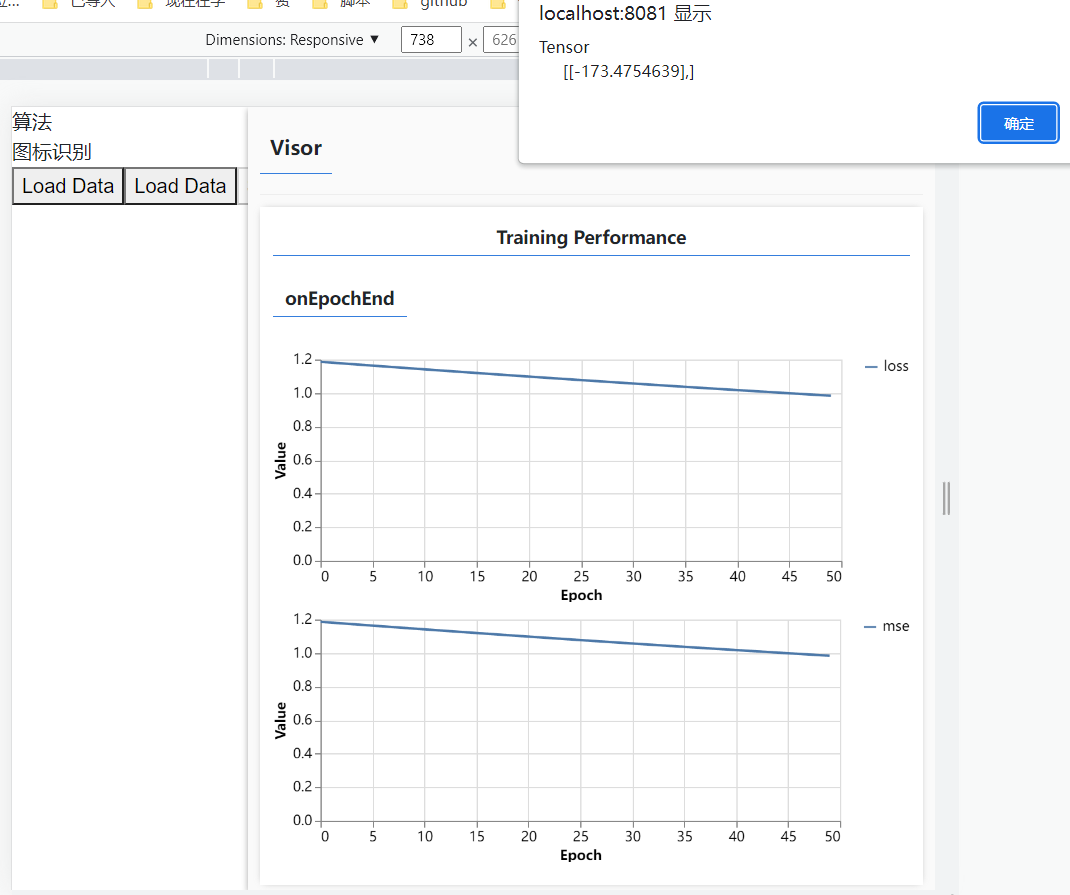 已导入
现在在学
赞
脚本
github
localhost:8081 显示
Tensor
[[-173.4754639],]
确定
Dimensions: Responsive ▼ 738 × 626
算法
图标识别
Load Data Load Data
Visor
Training Performance
onEpochEnd
1.2
1.0
0.8
0.6
0.4
0.2
0.0
Value
0 5 10 15 20 25 30 35 40 45 50
Epoch
loss
1.2
1.0
0.8
0.6
0.4
0.2
0.0
Value
0 5 10 15 20 25 30 35 40 45 50
Epoch
mse